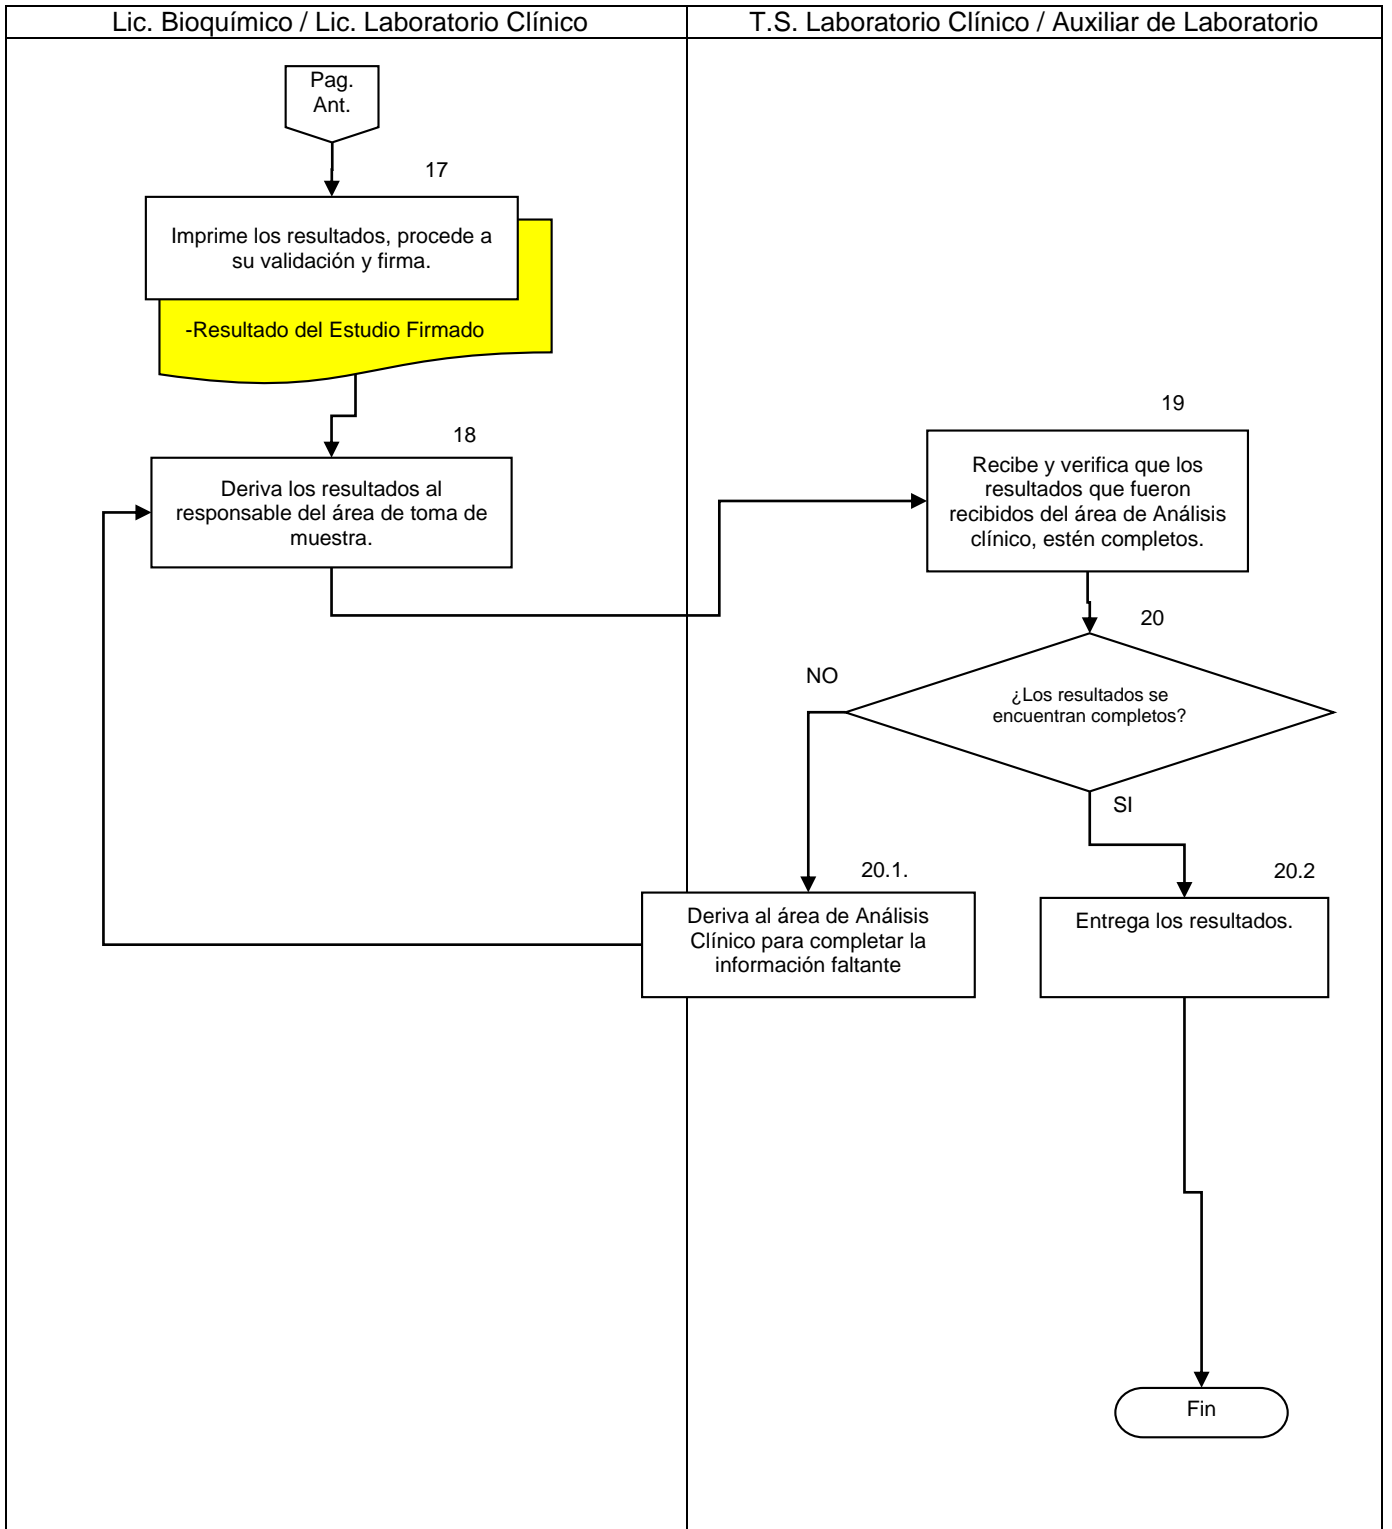 Lic. Bioquímico / Lic. Laboratorio Clínico
T.S. Laboratorio Clínico / Auxiliar de Laboratorio
Pag.
Ant.
17
Imprime los resultados, procede a
su validación y firma.
-Resultado del Estudio Firmado
18
Deriva los resultados al
responsable del área de toma de
muestra.
19
Recibe y verifica que los
resultados que fueron
recibidos del área de Análisis
clínico, estén completos.
20
¿Los resultados se
encuentran completos?
NO
SI
20.1.
Deriva al área de Análisis
Clínico para completar la
información faltante
20.2
Entrega los resultados.
Fin